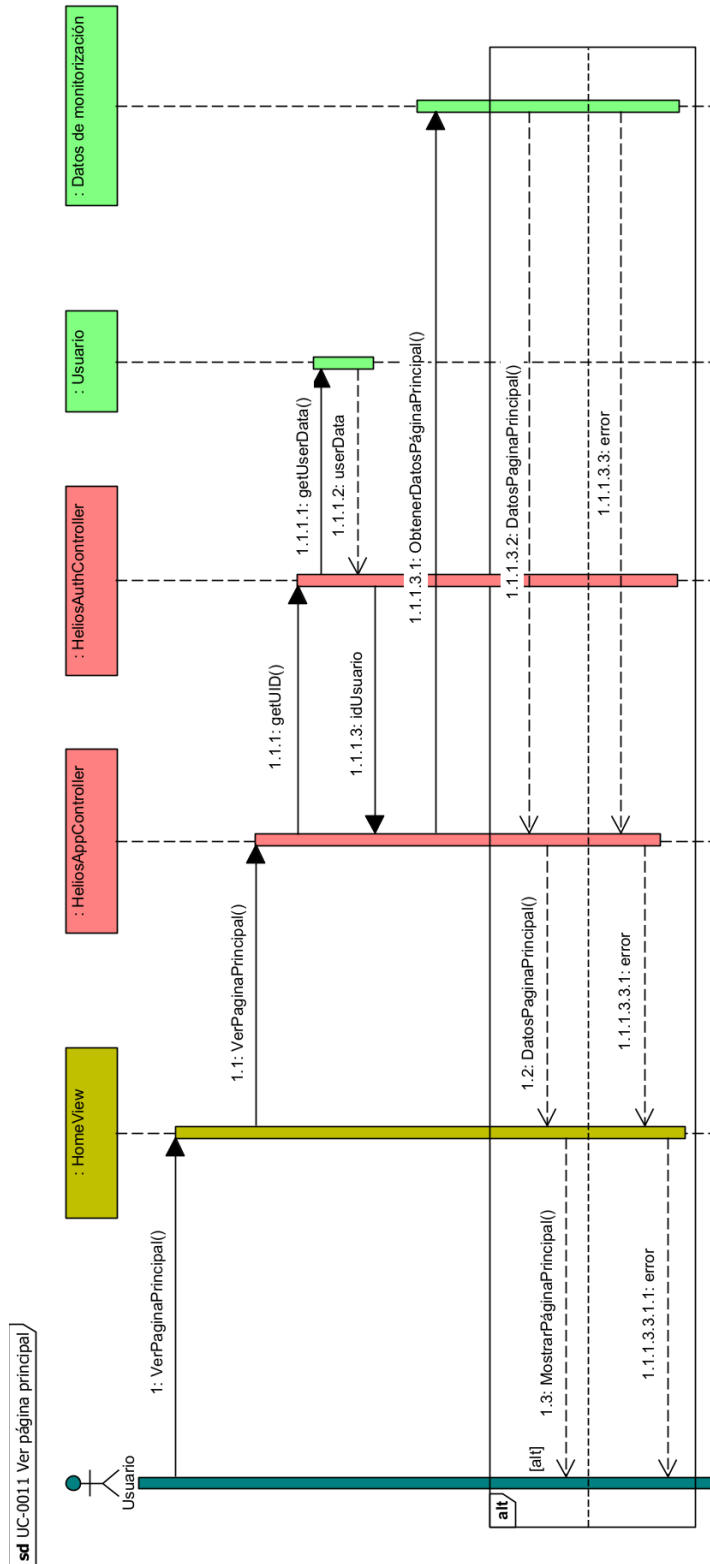 sd UC-0011 Ver página principal
Usuario
: HomeView
: HeliosAppController
: HeliosAuthController
: Usuario
: Datos de monitorización
1: VerPaginaPrincipal()
1.1: VerPaginaPrincipal()
1.1.1: getUID()
1.1.1.1: getUserData()
1.1.1.2: userData
1.1.1.3: idUsuario
1.1.1.3.1: ObtenerDatosPáginaPrincipal()
alt
[alt]
1.1.1.3.2: DatosPaginaPrincipal()
1.2: DatosPaginaPrincipal()
1.3: MostrarPáginaPrincipal()
1.1.1.3.3: error
1.1.1.3.3.1: error
1.1.1.3.3.1.1: error